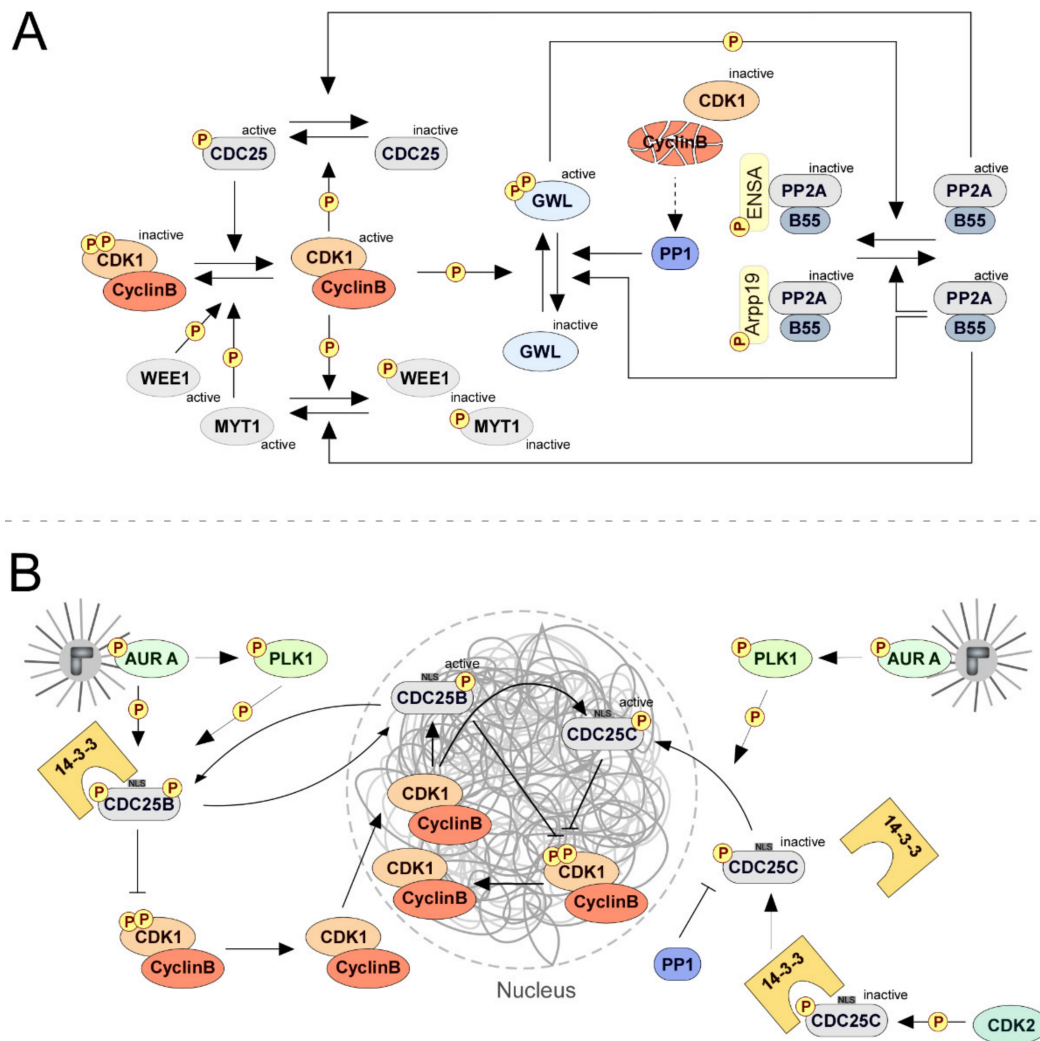 A
P
inactive
CDK1
CyclinB
active
P
CDC25
inactive
CDC25
P
P
P
active
GWL
inactive
PP2A
B55
ENSA
P
active
PP2A
B55
P
P
P
inactive
CDK1
CyclinB
active
CDK1
CyclinB
P
PP1
inactive
PP2A
B55
Arpp19
P
active
PP2A
B55
P
P
P
inactive
GWL
WEE1
active
MYT1
active
P
WEE1
inactive
P
MYT1
inactive
B
P
AUR A
P
PLK1
P
P
14-3-3
NLS
P
P
CDC25B
active
NLS
P
CDC25B
active
NLS
P
CDC25C
P
PLK1
P
AUR A
P
CDK1
CyclinB
CDK1
CyclinB
P
P
CDK1
CyclinB
P
NLS
inactive
CDC25C
14-3-3
P
P
CDK1
CyclinB
CDK1
CyclinB
Nucleus
PP1
14-3-3
NLS
inactive
P
CDC25C
P
CDK2